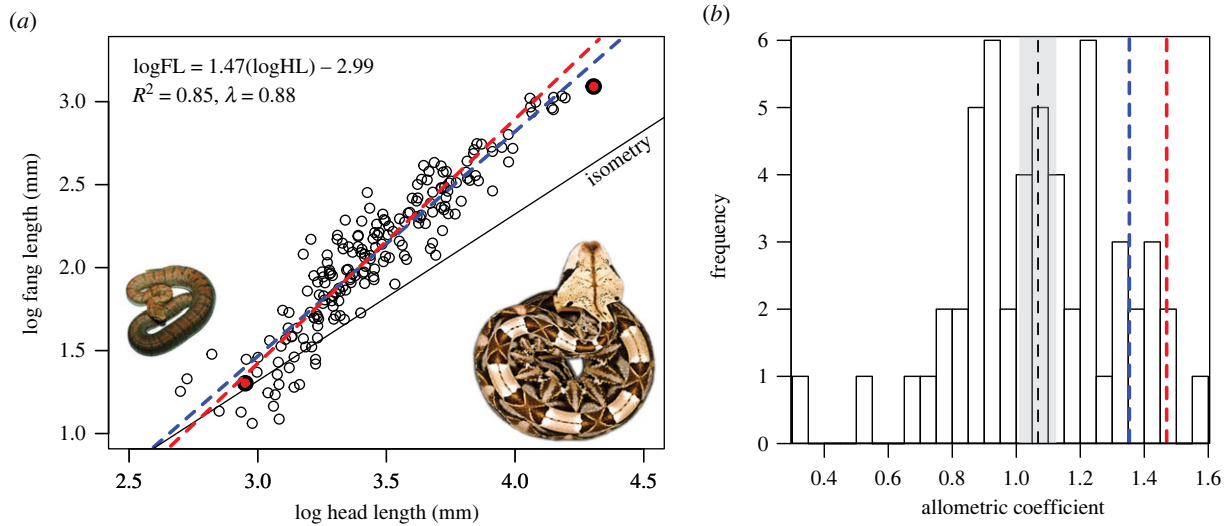 (a)
logFL = 1.47(logHL) – 2.99
R² = 0.85, λ = 0.88
isometry
3.0
2.5
2.0
1.5
1.0
log fang length (mm)
2.5 3.0 3.5 4.0 4.5
log head length (mm)
(b)
6
5
4
3
2
1
0
frequency
0.4 0.6 0.8 1.0 1.2 1.4 1.6
allometric coefficient